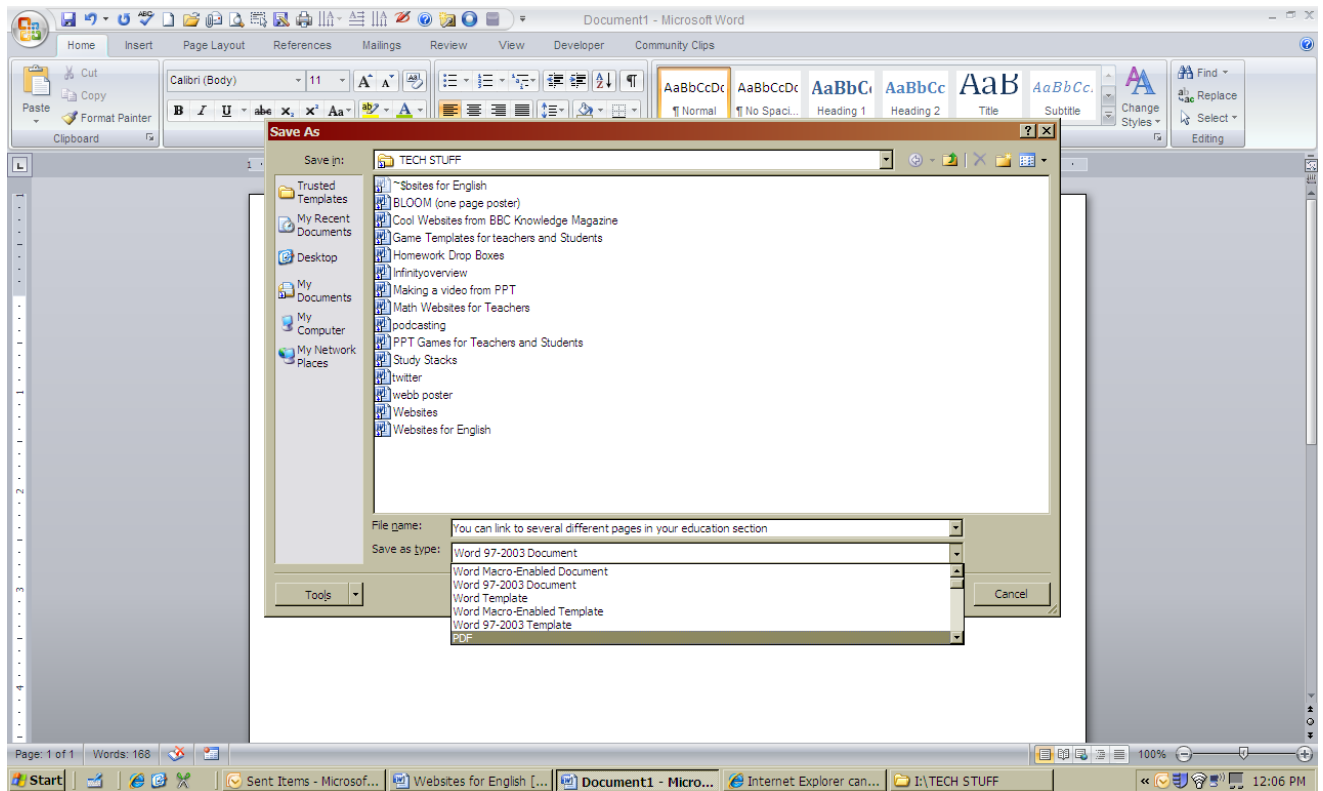 Document1 - Microsoft Word
Home Insert Page Layout References Mailings Review View Developer Community Clips
Paste
Cut
Copy
Format Painter
Clipboard
Calibri (Body) 11
B I U abe x₂ x² Aa
AaBbCcDc AaBbCcDc AaBbC AaBbCc AaB AaBbCc.
¶ Normal ¶ No Spaci... Heading 1 Heading 2 Title Subtitle
Change Styles
Find
Replace
Select
Editing
Save As
Save in: TECH STUFF
Trusted Templates
My Recent Documents
Desktop
My Documents
My Computer
My Network Places
~$bsites for English
BLOOM (one page poster)
Cool Websites from BBC Knowledge Magazine
Game Templates for teachers and Students
Homework Drop Boxes
Infinityoverview
Making a video from PPT
Math Websites for Teachers
podcasting
PPT Games for Teachers and Students
Study Stacks
twitter
webb poster
Websites
Websites for English
File name: You can link to several different pages in your education section
Save as type: Word 97-2003 Document
Word Macro-Enabled Document
Word 97-2003 Document
Word Template
Word Macro-Enabled Template
Word 97-2003 Template
PDF
Tools
Cancel
Page: 1 of 1 Words: 168
100%
Start Sent Items - Microsof... Websites for English [... Document1 - Micro... Internet Explorer can... I:\TECH STUFF 12:06 PM